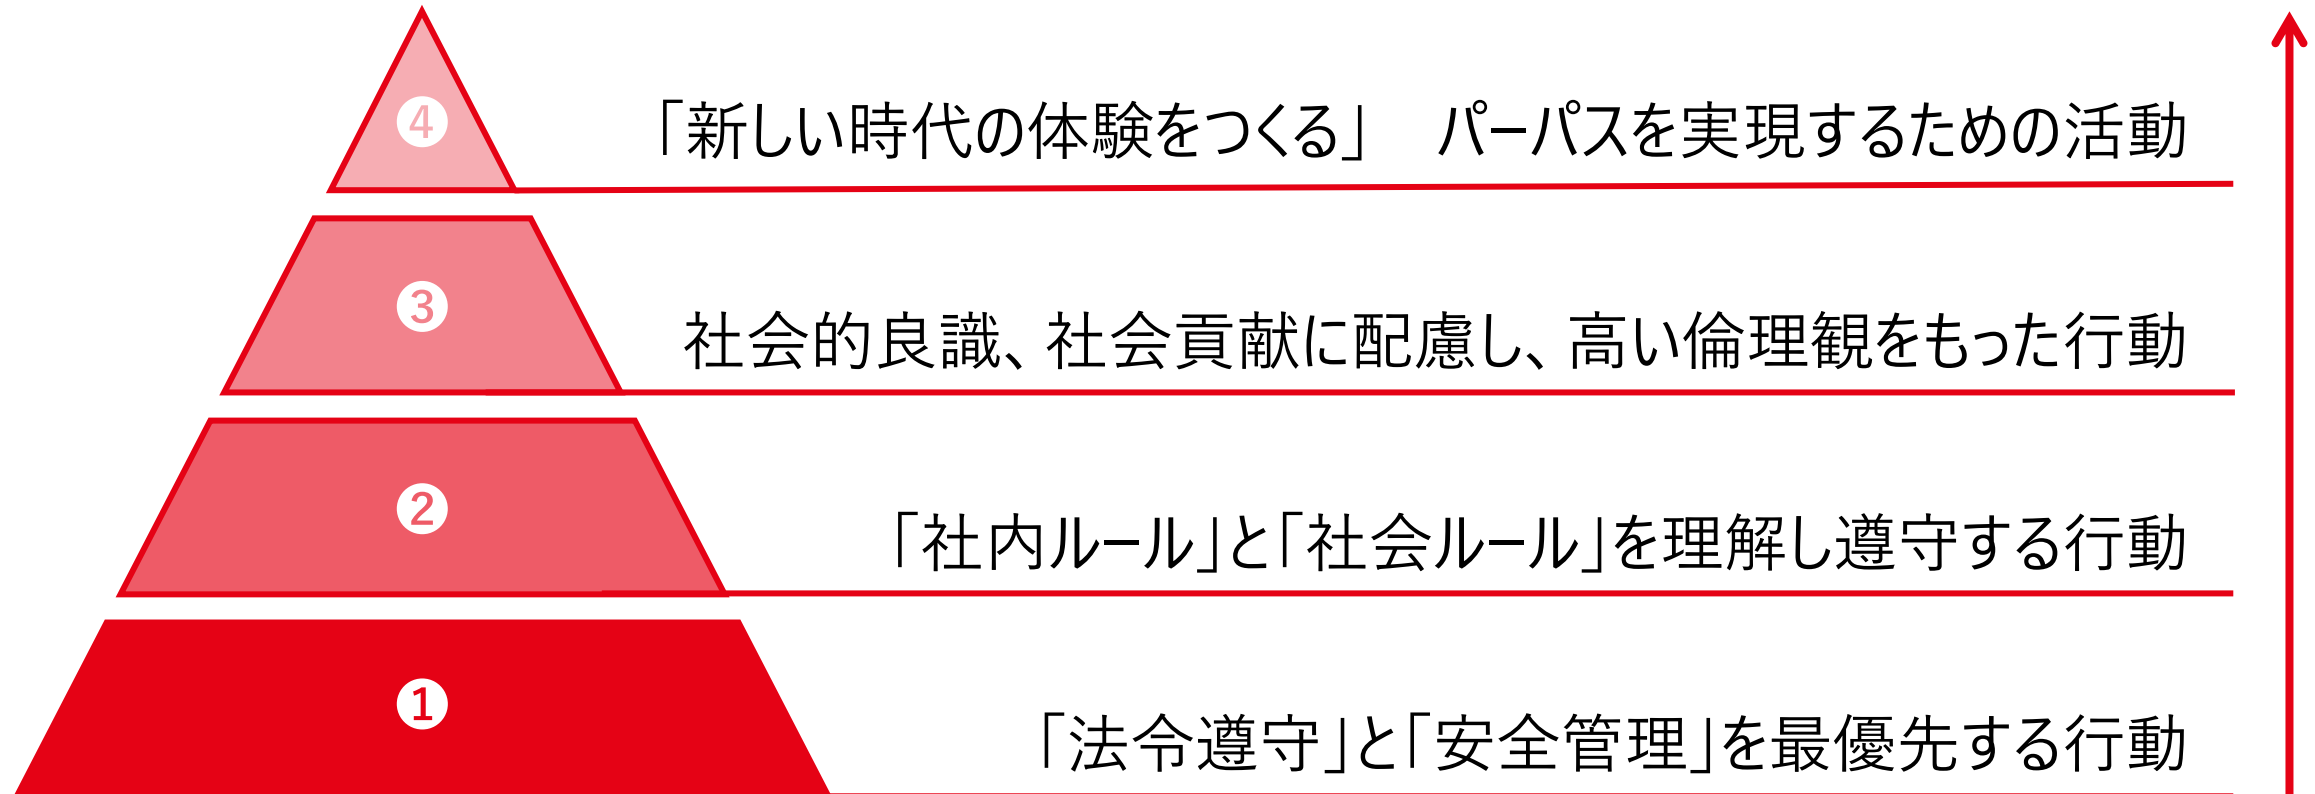 ❹
「新しい時代の体験をつくる」　パーパスを実現するための活動
❸
社会的良識、社会貢献に配慮し、高い倫理観をもった行動
❷
「社内ルール」と「社会ルール」を理解し遵守する行動
❶
「法令遵守」と「安全管理」を最優先する行動